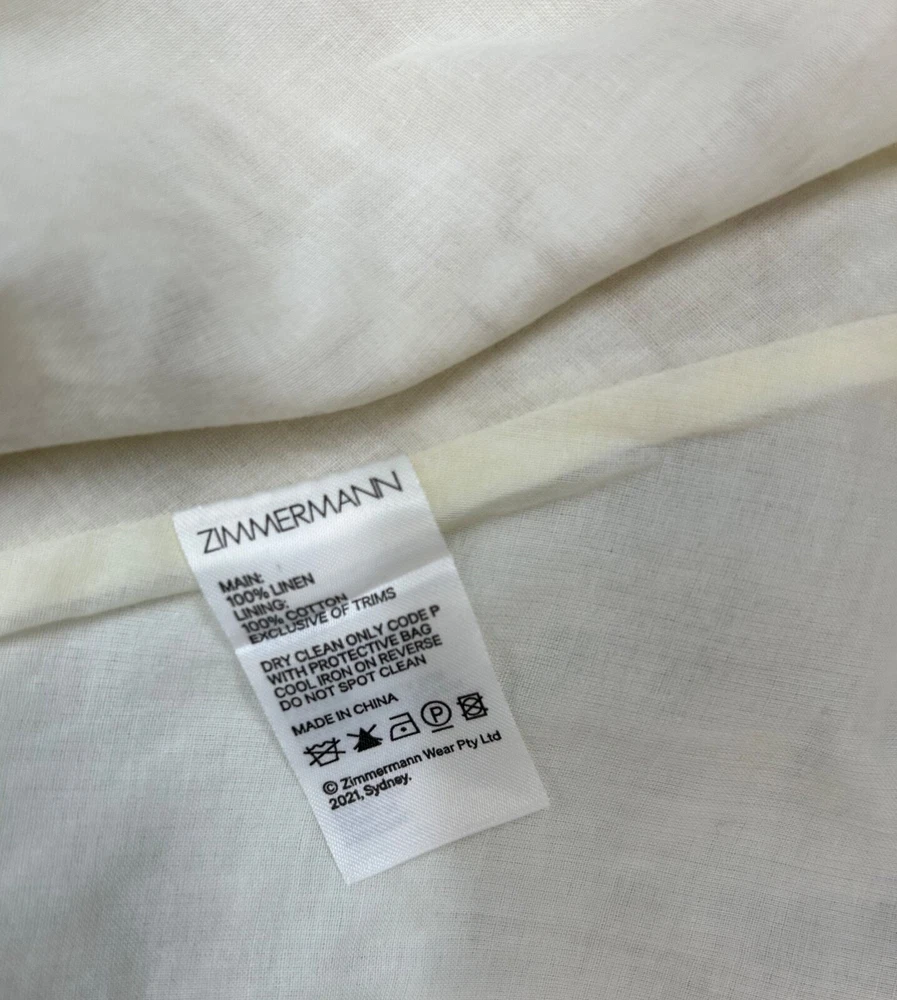 ZIMMERMANN
MAIN:
100% LINEN
LINING:
100% COTTON
EXCLUSIVE OF TRIMS
DRY CLEAN ONLY CODE P
WITH PROTECTIVE BAG
COOL IRON ON REVERSE
DO NOT SPOT CLEAN
MADE IN CHINA
P
© Zimmermann Wear Pty Ltd
2021, Sydney.